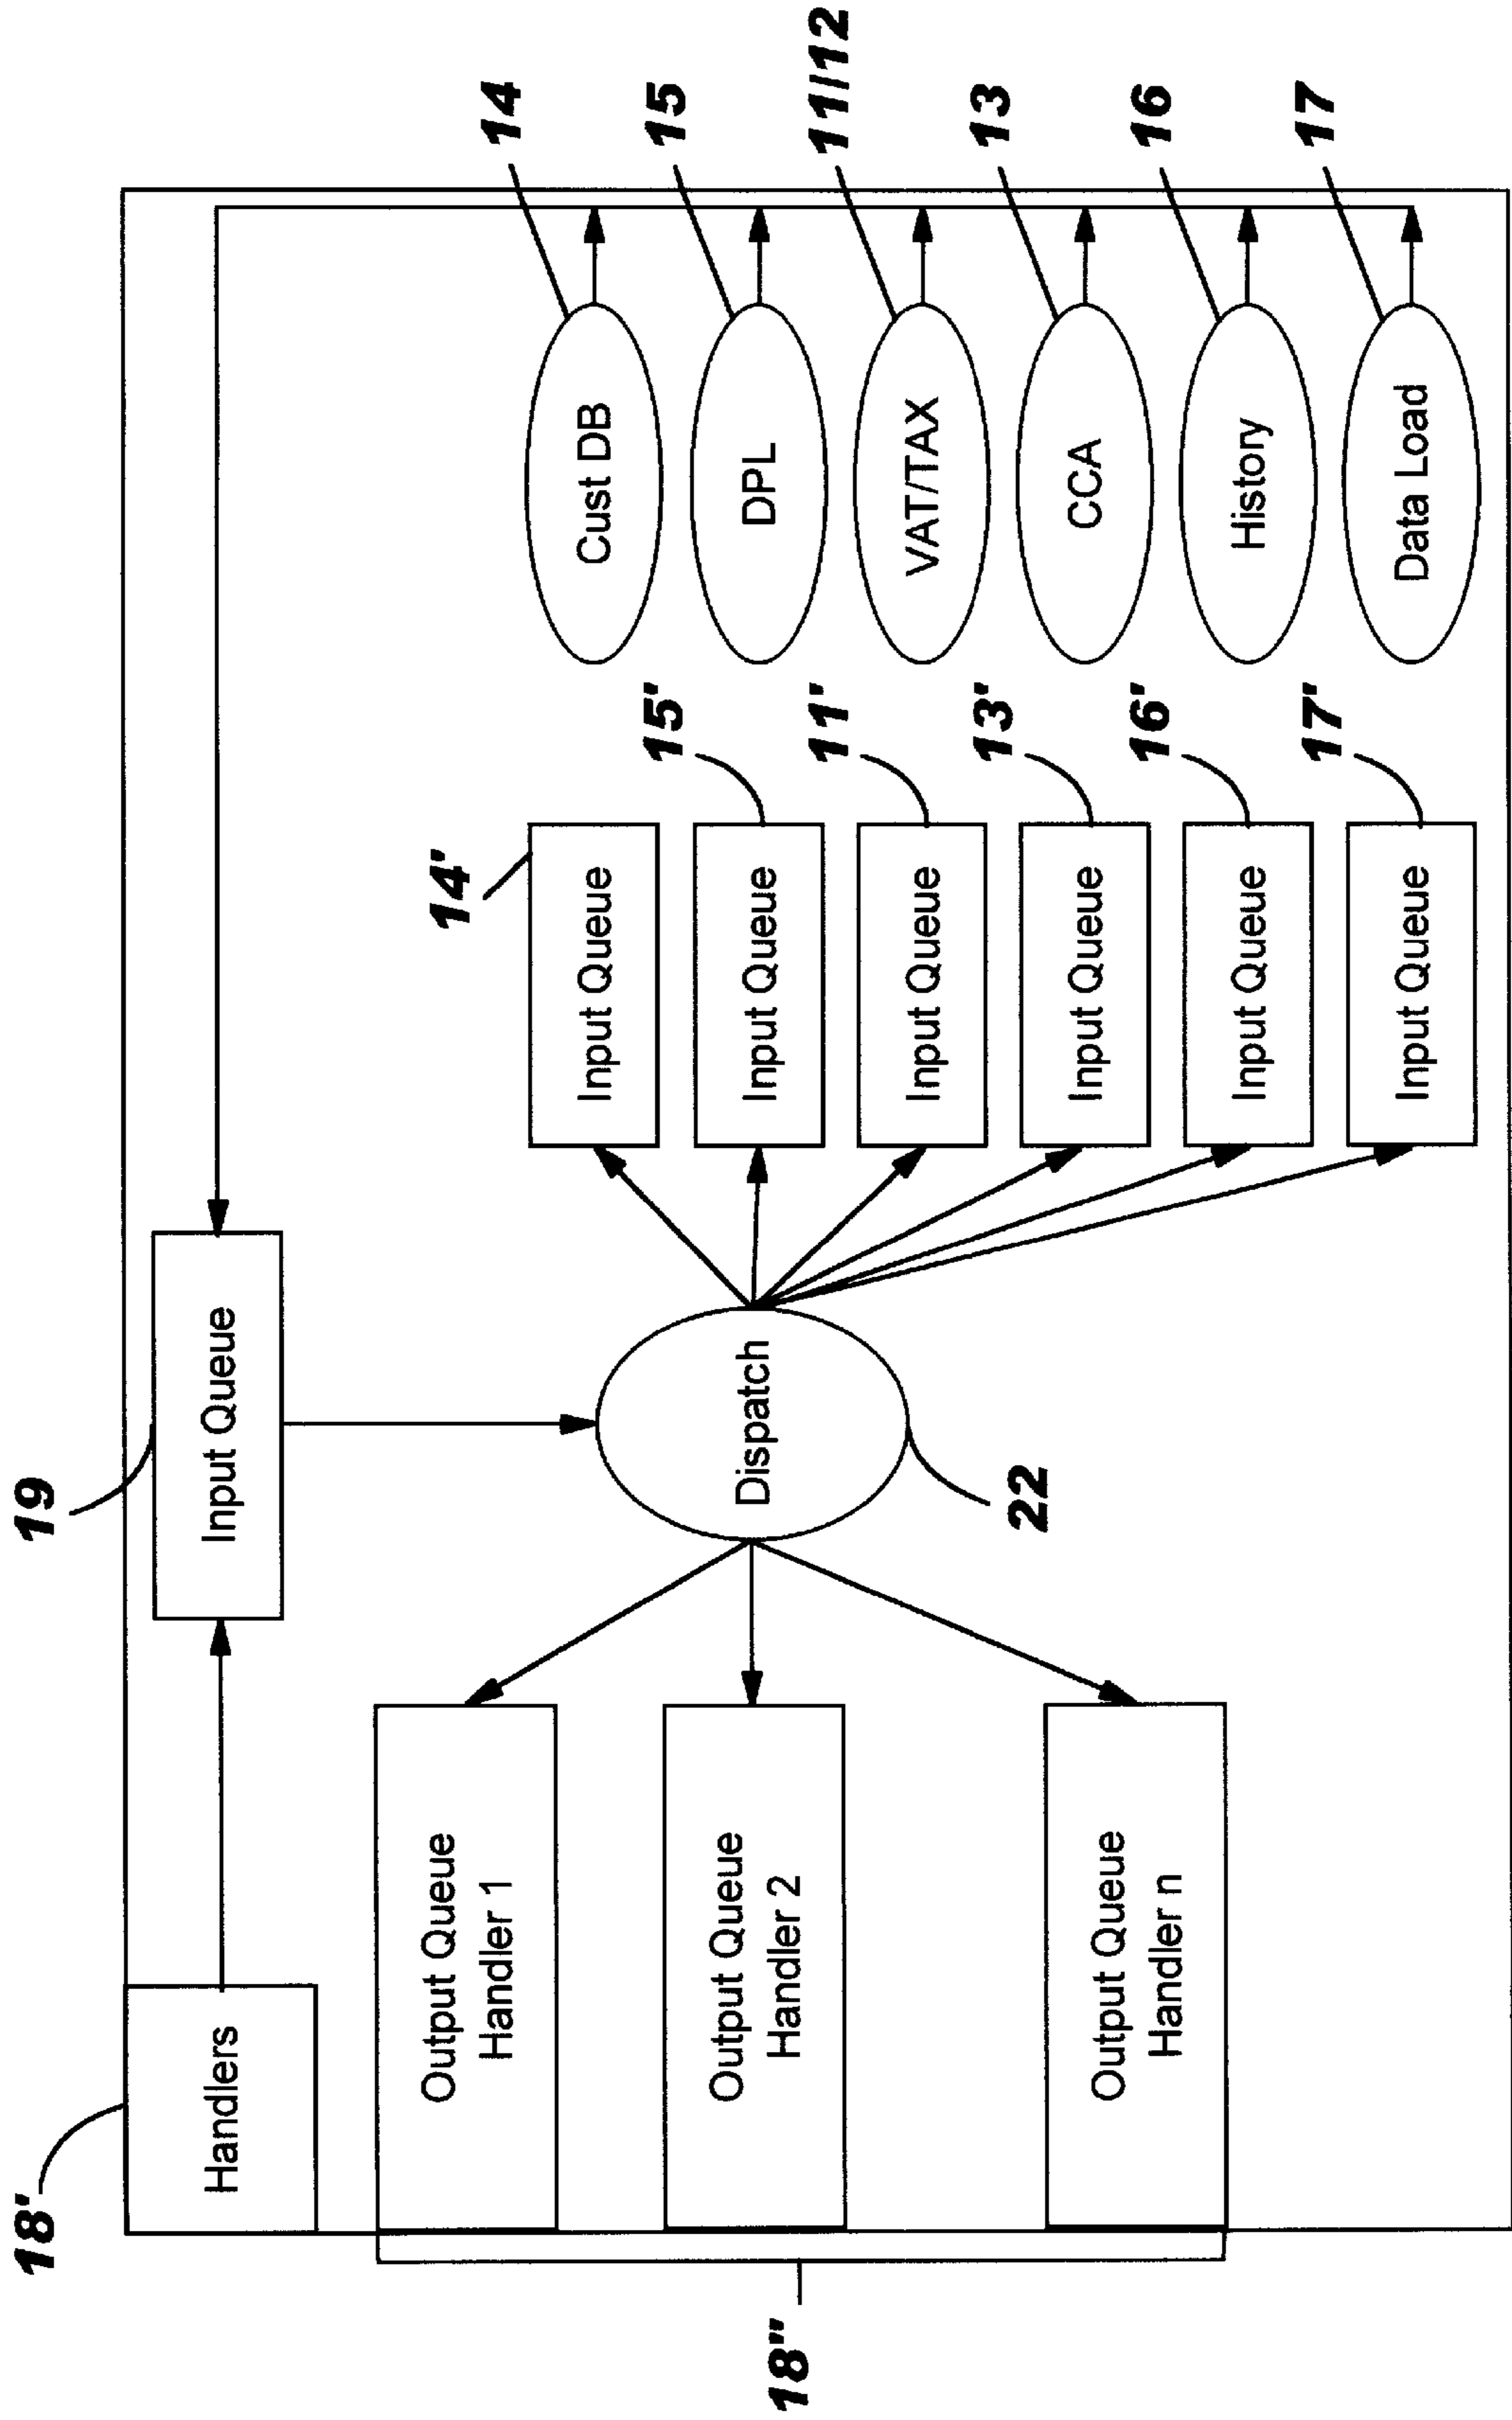 18'
Handlers
19
Input Queue
Output Queue
Handler 1
Output Queue
Handler 2
Output Queue
Handler n
18"
Dispatch
22
14'
Input Queue
15'
Input Queue
11'
Input Queue
13'
Input Queue
16'
Input Queue
17'
Input Queue
14
Cust DB
15
DPL
11/12
VAT/TAX
13
CCA
16
History
17
Data Load